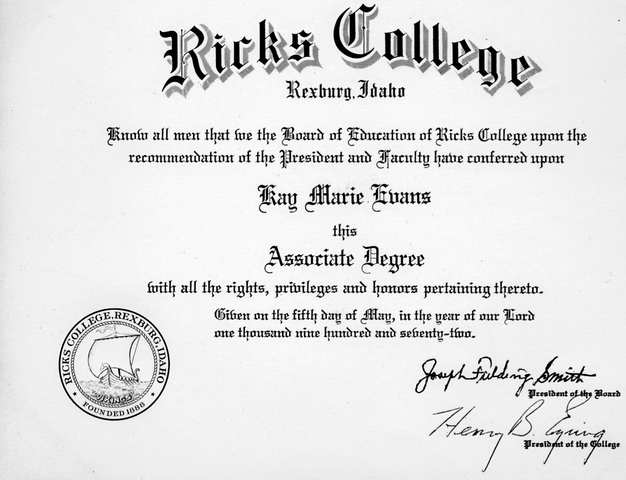 Ricks College
Rexburg, Idaho
Know all men that we the Board of Education of Ricks College upon the
recommendation of the President and Faculty have conferred upon
Kay Marie Evans
this
Associate Degree
with all the rights, privileges and honors pertaining thereto.
Given on the fifth day of May, in the year of our Lord
one thousand nine hundred and seventy-two.
RICKS COLLEGE, REXBURG, IDAHO
FOUNDED 1888
Joseph Fielding Smith
President of the Board
Henry B. Eyring
President of the College